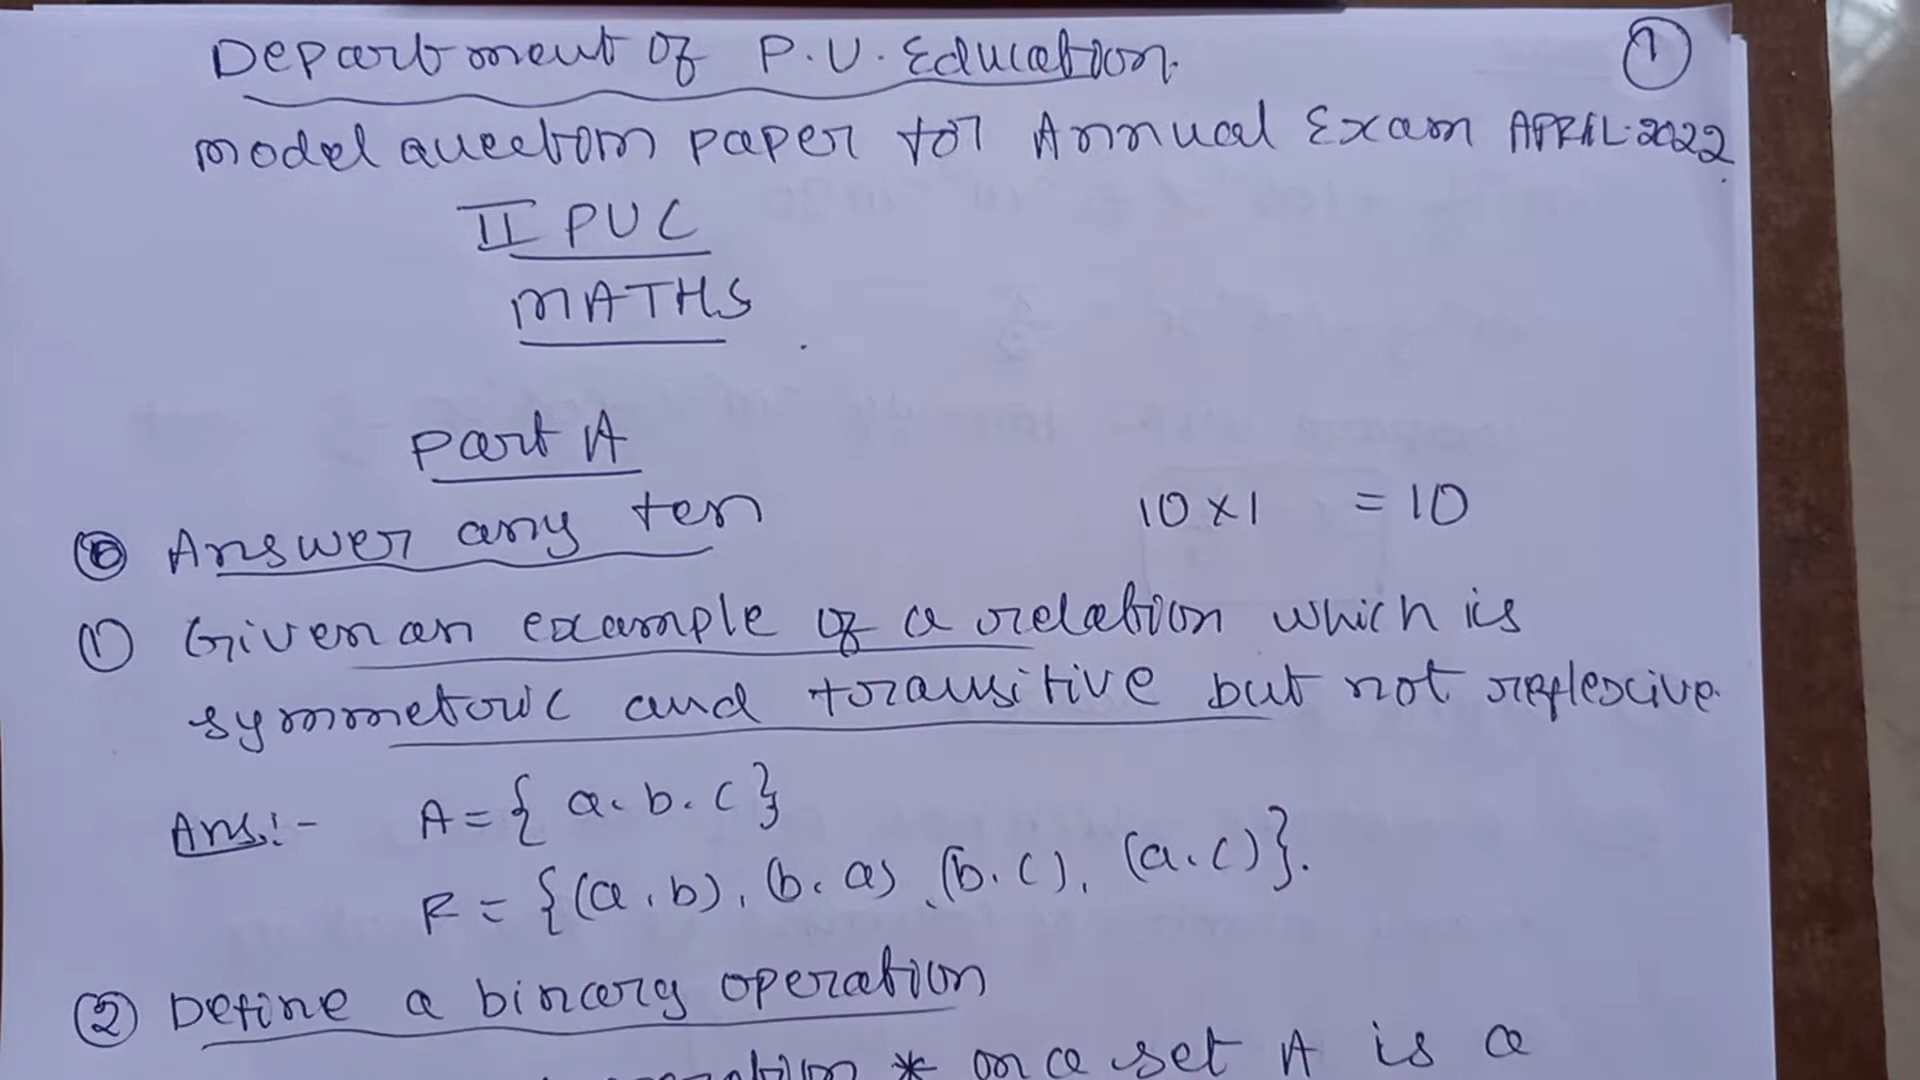 Department of P.U. Education.
①
model question paper for Annual Exam APRIL-2022
II PUC
MATHS
Part A
Answer any ten 10 x 1 = 10
① Given an example of a relation which is
symmetric and transitive but not reflexive.
Ans:- A = { a. b. c }
R = {(a, b), (b, a), (b, c), (a, c)}.
② Define a binary operation
* on a set A is a